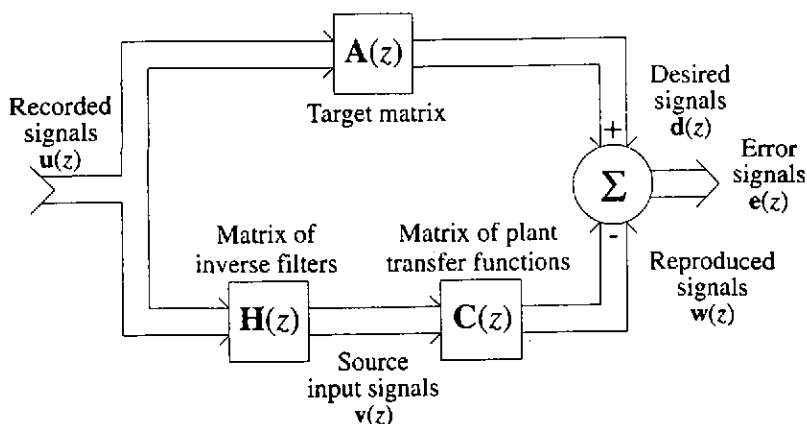 A(z)
Target matrix
Recorded
signals
u(z)
Desired
signals
d(z)
+
Σ
-
Error
signals
e(z)
Matrix of
inverse filters
H(z)
Matrix of plant
transfer functions
C(z)
Source
input signals
v(z)
Reproduced
signals
w(z)